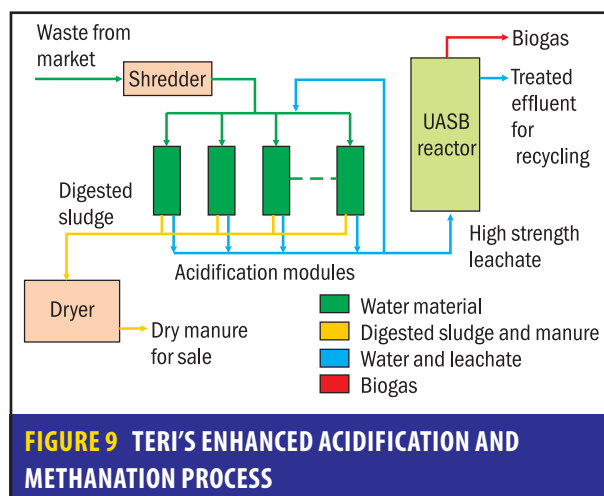 Waste from
market
Shredder
Biogas
Treated
effluent
for
recycling
UASB
reactor
Digested
sludge
High strength
leachate
Acidification modules
Dryer
Dry manure
for sale
Water material
Digested sludge and manure
Water and leachate
Biogas
FIGURE 9 TERI'S ENHANCED ACIDIFICATION AND
METHANATION PROCESS